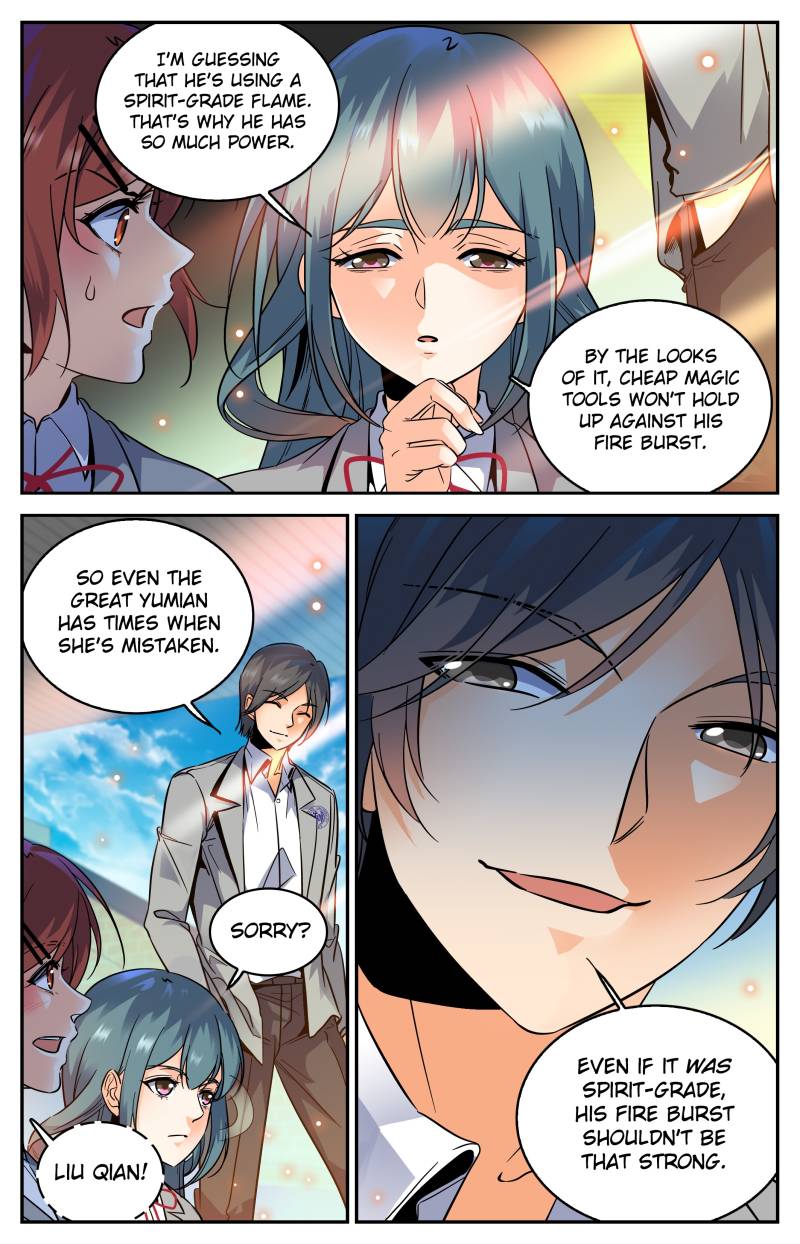 I'M GUESSING
THAT HE'S USING A
SPIRIT-GRADE FLAME.
THAT'S WHY HE HAS
SO MUCH POWER.
BY THE LOOKS
OF IT, CHEAP MAGIC
TOOLS WON'T HOLD
UP AGAINST HIS
FIRE BURST.
SO EVEN THE
GREAT YUMIAN
HAS TIMES WHEN
SHE'S MISTAKEN.
SORRY?
LIU QIAN!
EVEN IF IT WAS
SPIRIT-GRADE,
HIS FIRE BURST
SHOULDN'T BE
THAT STRONG.